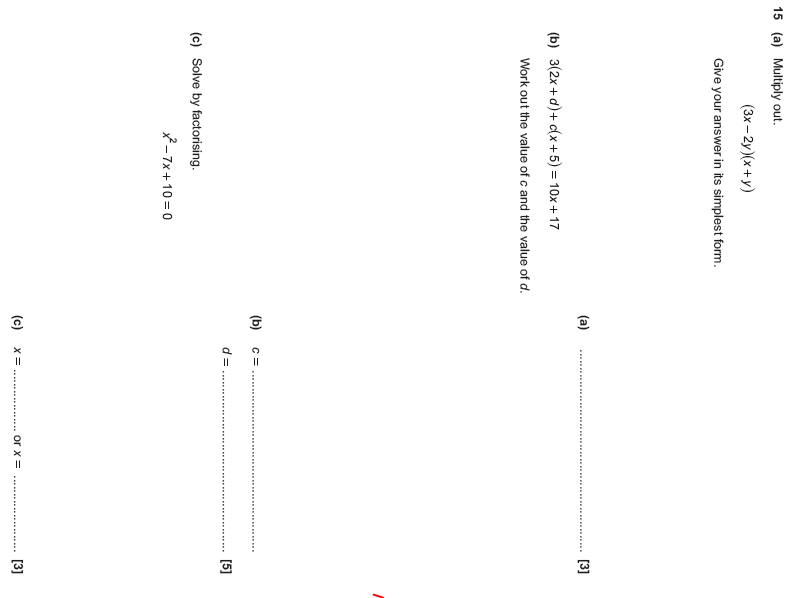 15 (a) Multiply out.
(3x – 2y)(x + y)
Give your answer in its simplest form.
(a) .................................................. [3]
(b) 3(2x + d) + c(x + 5) = 10x + 17
Work out the value of c and the value of d.
(b) c = ..................................................
d = .................................................. [5]
(c) Solve by factorising.
x² – 7x + 10 = 0
(c) x = .................. or x = .................. [3]